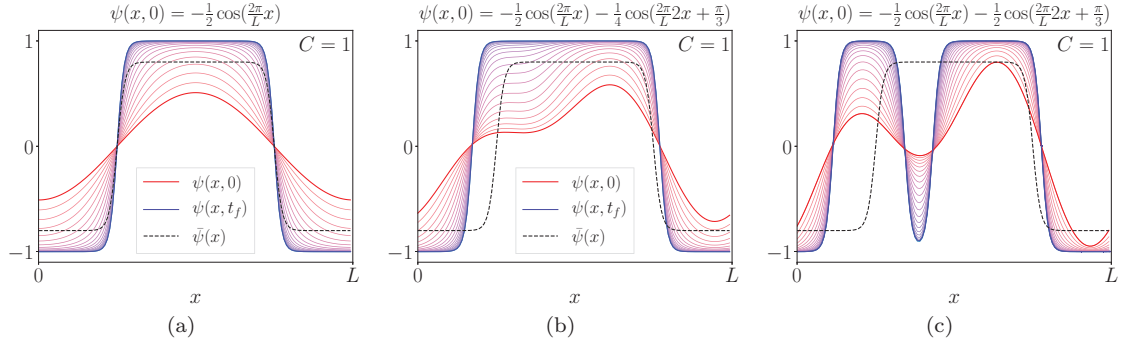 ψ(x, 0) = −1/2 cos(2π/L x)
C = 1
1
0
−1
ψ(x, 0)
ψ(x, t_f)
ψ̄(x)
0
L
x
(a)
ψ(x, 0) = −1/2 cos(2π/L x) − 1/4 cos(2π/L 2x + π/3)
C = 1
1
0
−1
ψ(x, 0)
ψ(x, t_f)
ψ̄(x)
0
L
x
(b)
ψ(x, 0) = −1/2 cos(2π/L x) − 1/2 cos(2π/L 2x + π/3)
C = 1
1
0
−1
0
L
x
(c)